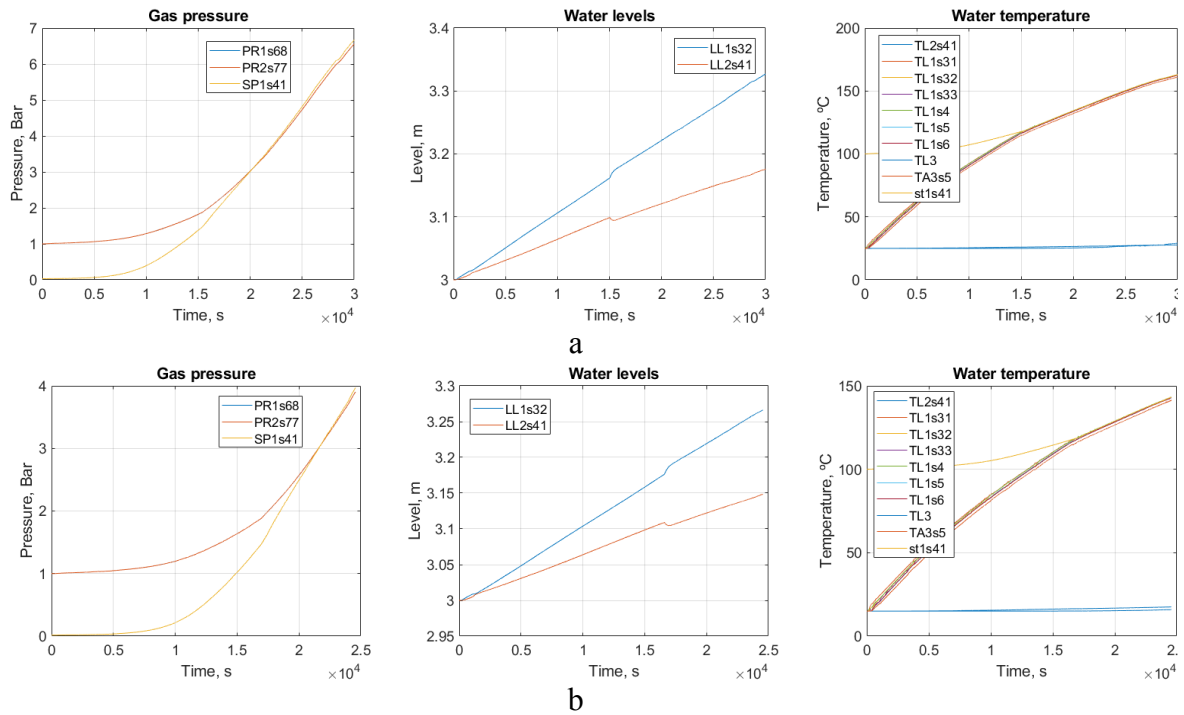 Gas pressure
Pressure, Bar
7
6
5
4
3
2
1
0
PR1s68
PR2s77
SP1s41
0 0.5 1 1.5 2 2.5 3
Time, s
×10⁴
Water levels
Level, m
3.4
3.3
3.2
3.1
3
LL1s32
LL2s41
0 0.5 1 1.5 2 2.5 3
Time, s
×10⁴
Water temperature
Temperature, ºC
200
150
100
50
0
TL2s41
TL1s31
TL1s32
TL1s33
TL1s4
TL1s5
TL1s6
TL3
TA3s5
st1s41
0 0.5 1 1.5 2 2.5 3
Time, s
×10⁴
a
Gas pressure
Pressure, Bar
4
3
2
1
0
PR1s68
PR2s77
SP1s41
0 0.5 1 1.5 2 2.5
Time, s
×10⁴
Water levels
Level, m
3.3
3.25
3.2
3.15
3.1
3.05
3
2.95
LL1s32
LL2s41
0 0.5 1 1.5 2 2.5
Time, s
×10⁴
Water temperature
Temperature, ºC
150
100
50
0
TL2s41
TL1s31
TL1s32
TL1s33
TL1s4
TL1s5
TL1s6
TL3
TA3s5
st1s41
0 0.5 1 1.5 2 2.
Time, s
×10⁴
b